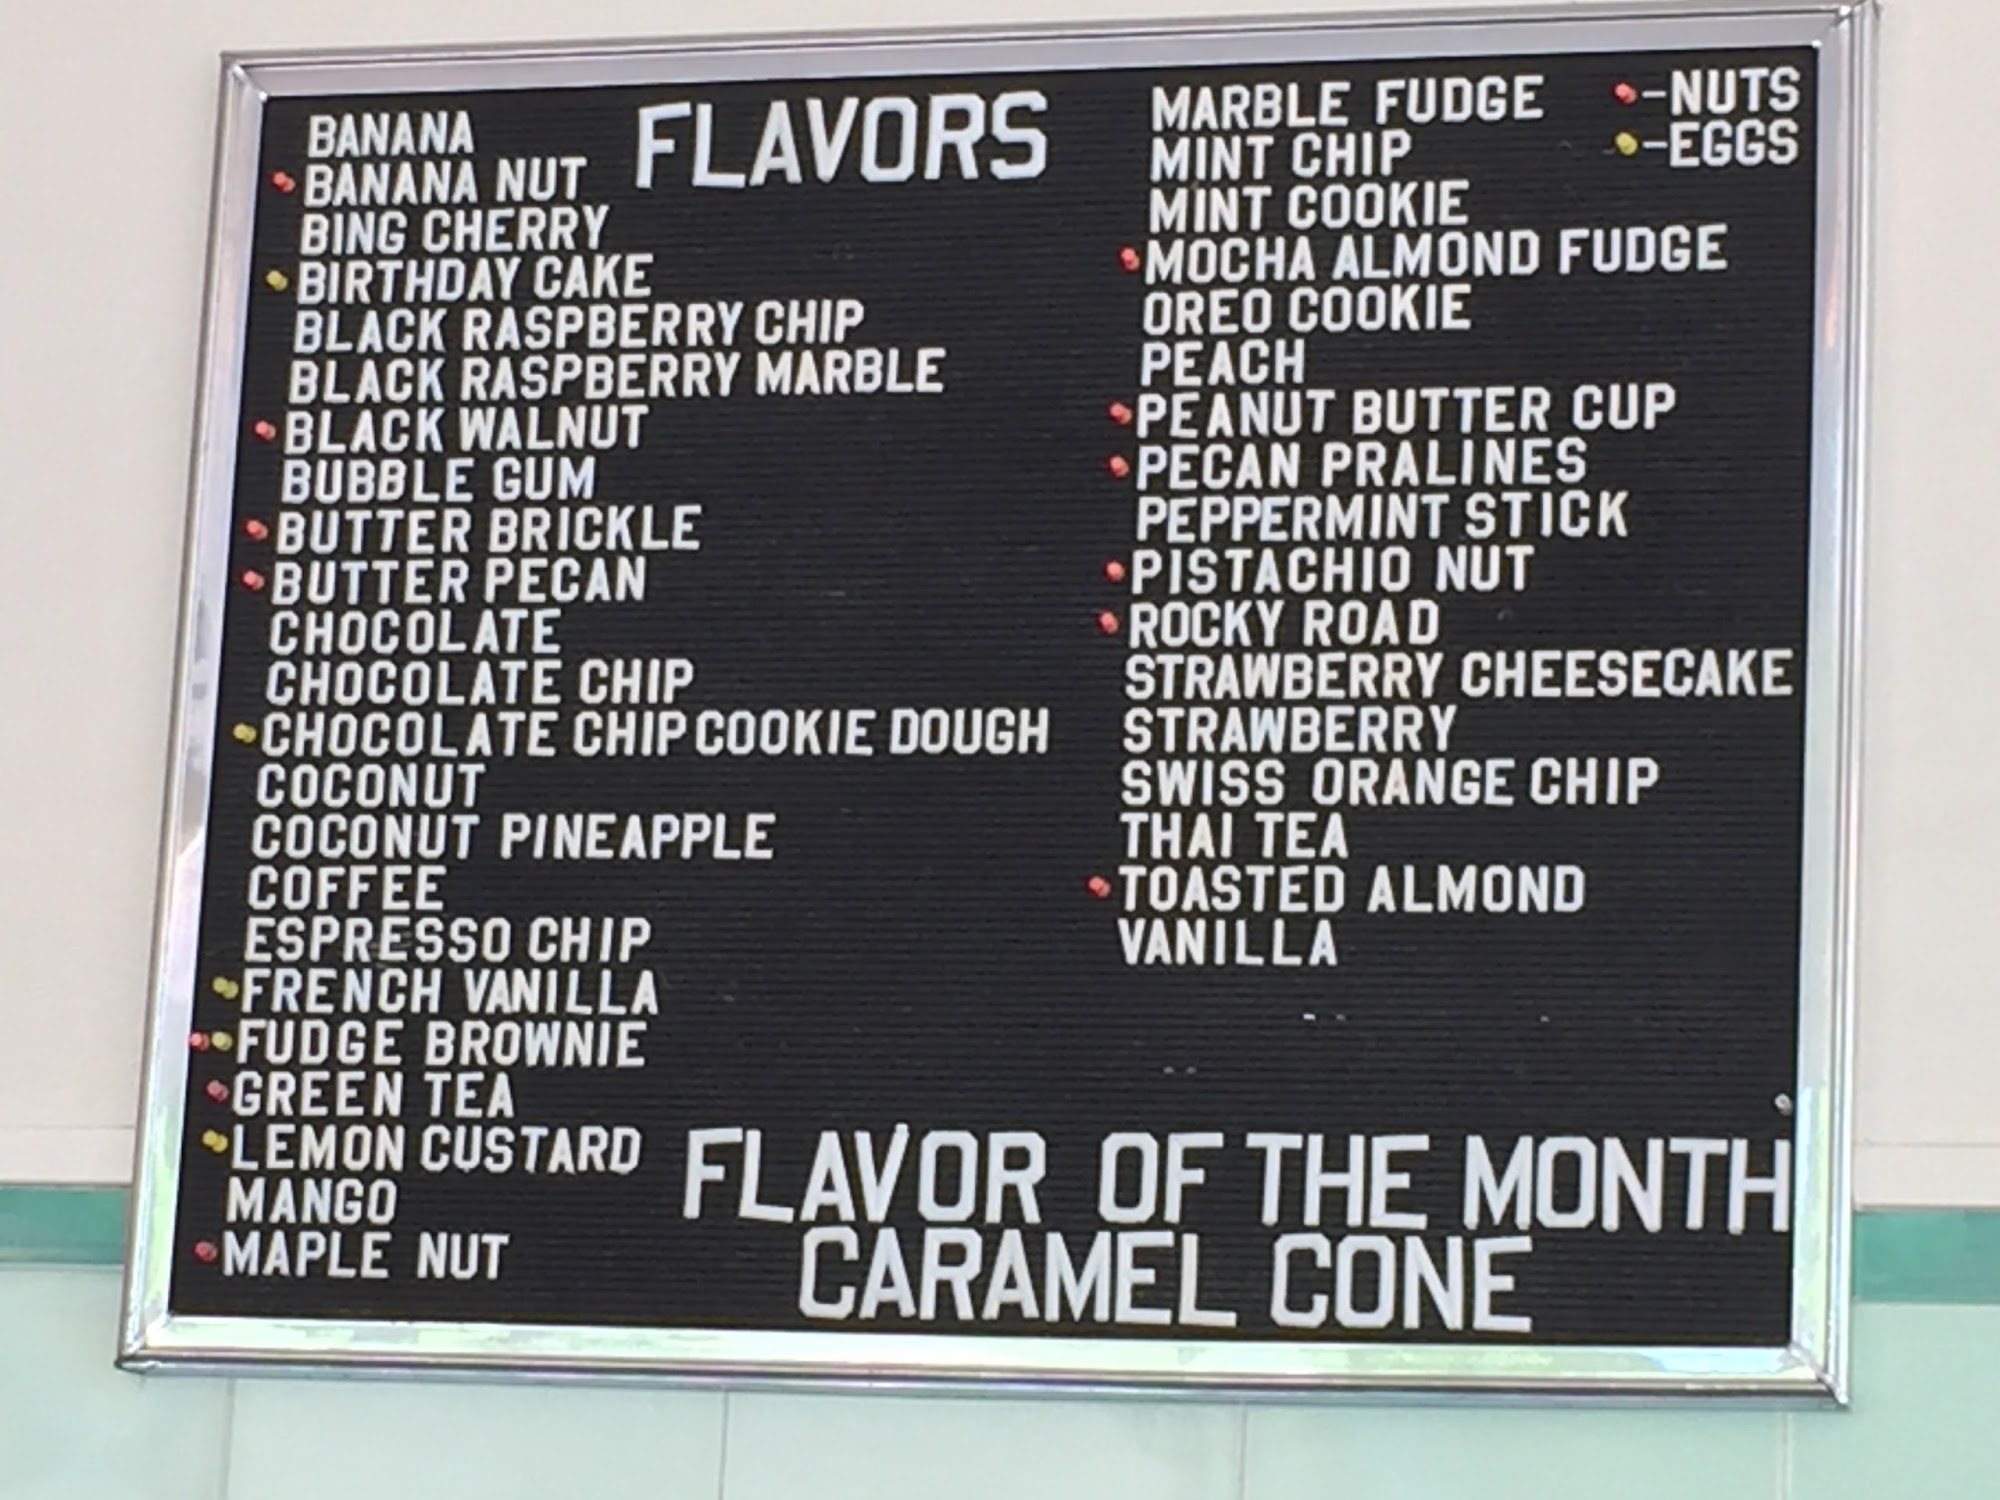 FLAVORS
BANANA
BANANA NUT
BING CHERRY
BIRTHDAY CAKE
BLACK RASPBERRY CHIP
BLACK RASPBERRY MARBLE
BLACK WALNUT
BUBBLE GUM
BUTTER BRICKLE
BUTTER PECAN
CHOCOLATE
CHOCOLATE CHIP
CHOCOLATE CHIP COOKIE DOUGH
COCONUT
COCONUT PINEAPPLE
COFFEE
ESPRESSO CHIP
FRENCH VANILLA
FUDGE BROWNIE
GREEN TEA
LEMON CUSTARD
MANGO
MAPLE NUT
MARBLE FUDGE
MINT CHIP
MINT COOKIE
MOCHA ALMOND FUDGE
OREO COOKIE
PEACH
PEANUT BUTTER CUP
PECAN PRALINES
PEPPERMINT STICK
PISTACHIO NUT
ROCKY ROAD
STRAWBERRY CHEESECAKE
STRAWBERRY
SWISS ORANGE CHIP
THAI TEA
TOASTED ALMOND
VANILLA
-NUTS
-EGGS
FLAVOR OF THE MONTH
CARAMEL CONE